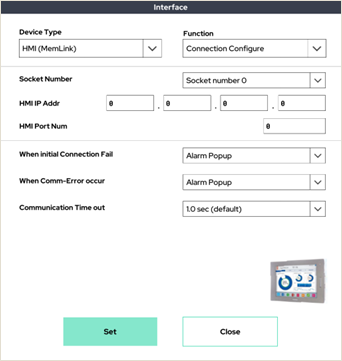 Interface
Device Type Function
HMI (MemLink) Connection Configure
Socket Number Socket number 0
HMI IP Addr 0 . 0 . 0 . 0
HMI Port Num 0
When initial Connection Fail Alarm Popup
When Comm-Error occur Alarm Popup
Communication Time out 1.0 sec (default)
Set Close